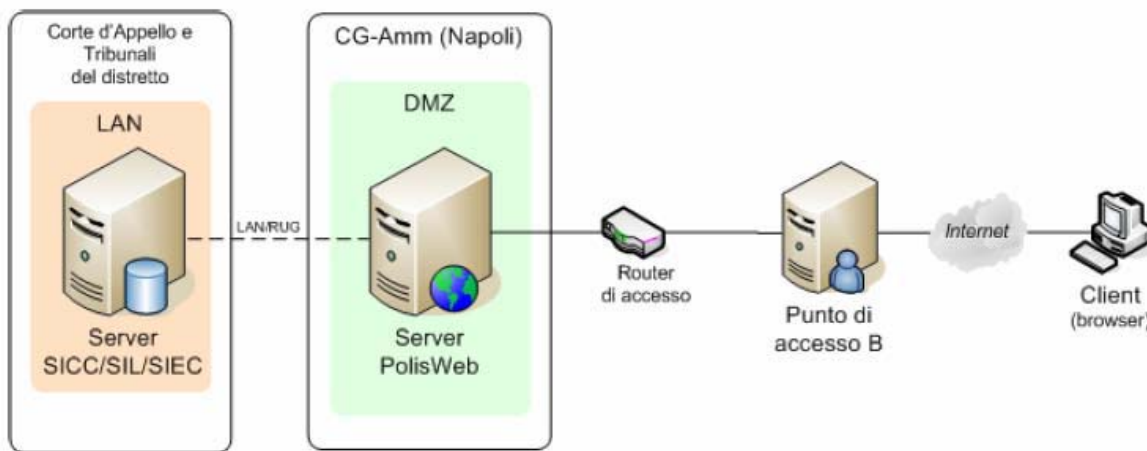 Corte d'Appello e
Tribunali
del distretto
LAN
Server
SICC/SIL/SIEC
LAN/RUG
CG-Amm (Napoli)
DMZ
Server
PolisWeb
Router
di accesso
Punto di
accesso B
Internet
Client
(browser)